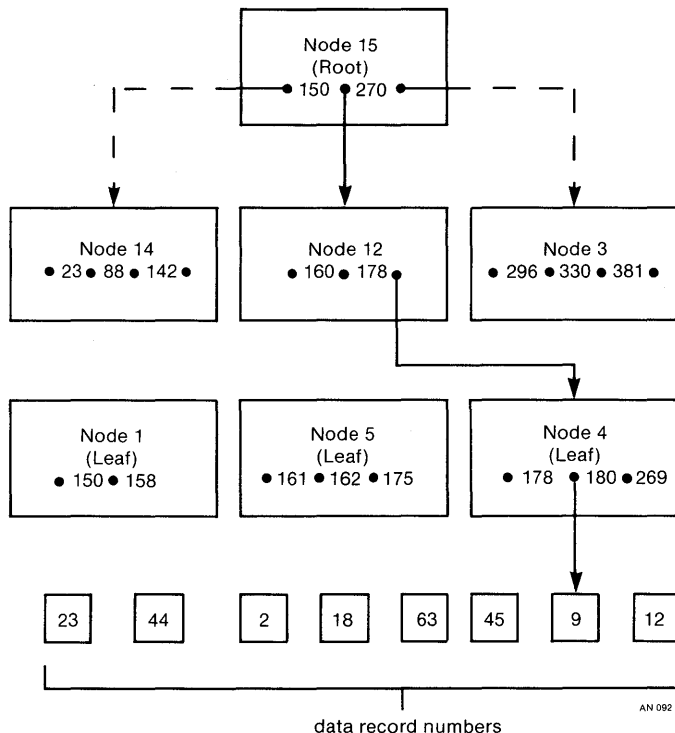 Node 15
(Root)
• 150 • 270 •
Node 14
• 23 • 88 • 142 •
Node 12
• 160 • 178 •
Node 3
• 296 • 330 • 381 •
Node 1
(Leaf)
• 150 • 158
Node 5
(Leaf)
• 161 • 162 • 175
Node 4
(Leaf)
• 178 • 180 • 269
23 44 2 18 63 45 9 12
AN 092
data record numbers